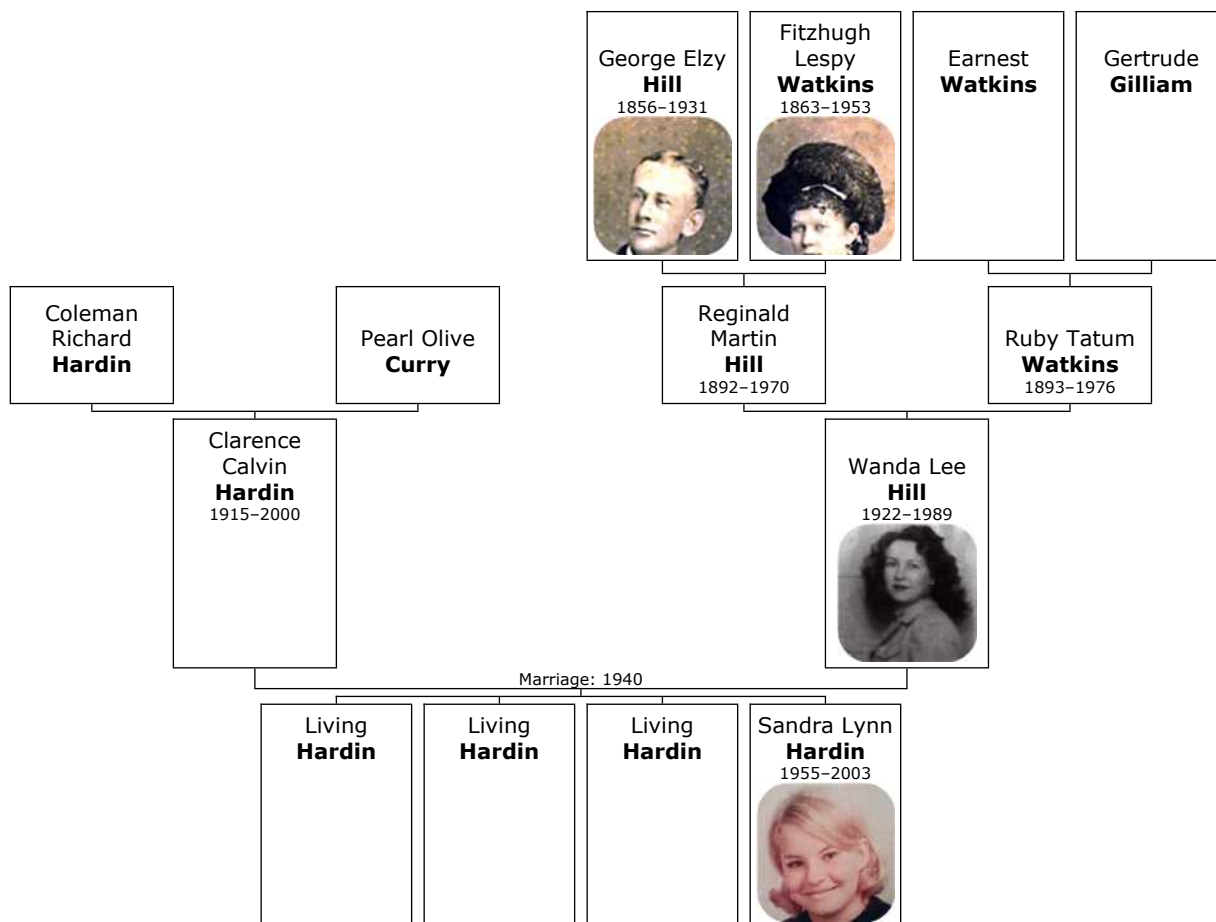 George Elzy
Hill
1856–1931
Fitzhugh
Lespy
Watkins
1863–1953
Earnest
Watkins
Gertrude
Gilliam
Coleman
Richard
Hardin
Pearl Olive
Curry
Reginald
Martin
Hill
1892–1970
Ruby Tatum
Watkins
1893–1976
Clarence
Calvin
Hardin
1915–2000
Wanda Lee
Hill
1922–1989
Marriage: 1940
Living
Hardin
Living
Hardin
Living
Hardin
Sandra Lynn
Hardin
1955–2003